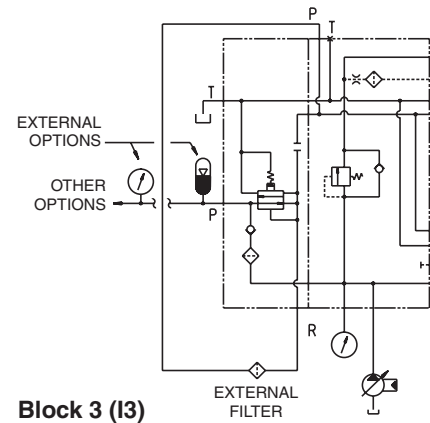 P
T
T
EXTERNAL
OPTIONS
OTHER
OPTIONS
P
R
EXTERNAL
FILTER
Block 3 (I3)